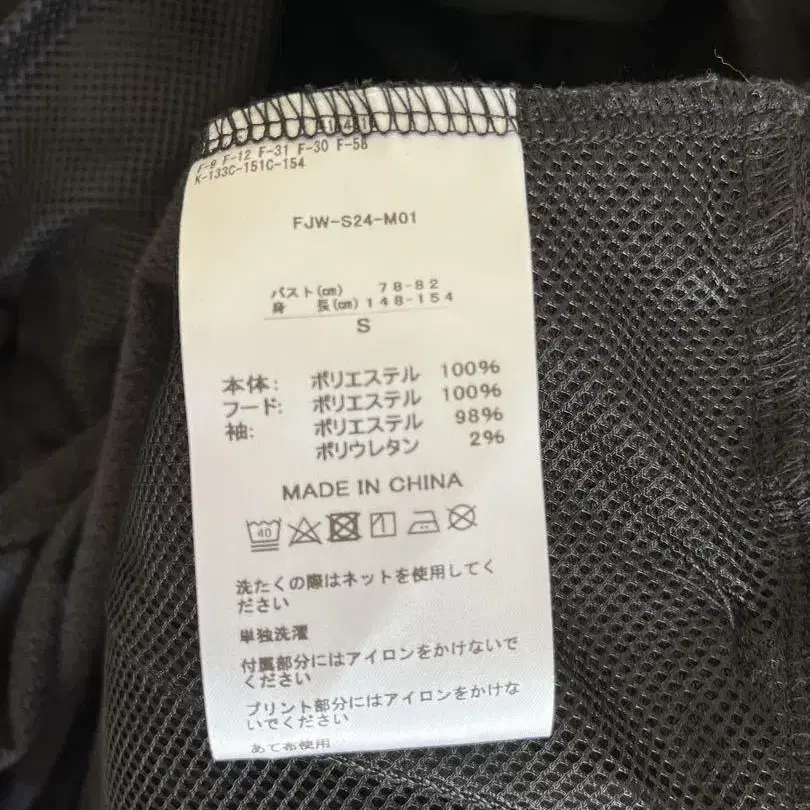 F-9 F-12 F-31 F-30 F-58
K-133C-151C-154
FJW-S24-M01
バスト(cm) 78-82
身 長(cm) 148-154
S
本体: ポリエステル 100%
フード: ポリエステル 100%
袖: ポリエステル 98%
ポリウレタン 2%
MADE IN CHINA
40
洗たくの際はネットを使用してく
ださい
単独洗濯
付属部分にはアイロンをかけないで
ください
プリント部分にはアイロンをかけな
いでください
あて布使用